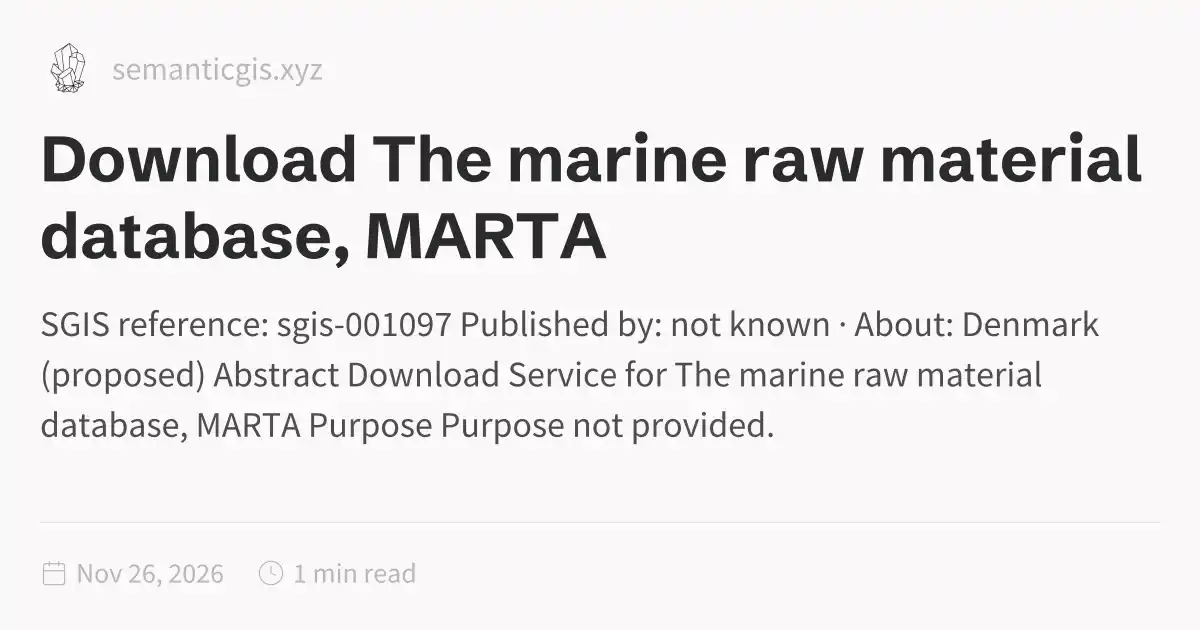 semanticgis.xyz
Download The marine raw material
database, MARTA
SGIS reference: sgis-001097 Published by: not known · About: Denmark
(proposed) Abstract Download Service for The marine raw material
database, MARTA Purpose Purpose not provided.
Nov 26, 2026 1 min read